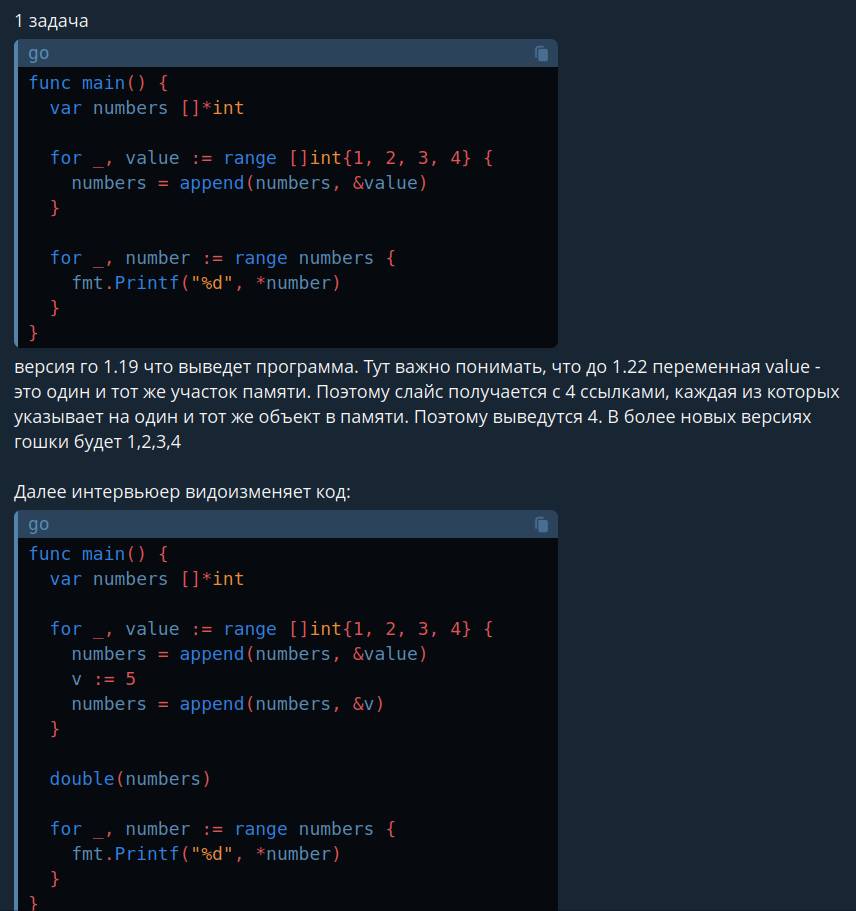 1 задача
go
func main() {
  var numbers []*int

  for _, value := range []int{1, 2, 3, 4} {
    numbers = append(numbers, &value)
  }

  for _, number := range numbers {
    fmt.Printf("%d", *number)
  }
}
версия го 1.19 что выведет программа. Тут важно понимать, что до 1.22 переменная value -
это один и тот же участок памяти. Поэтому слайс получается с 4 ссылками, каждая из которых
указывает на один и тот же объект в памяти. Поэтому выведутся 4. В более новых версиях
гошки будет 1,2,3,4

Далее интервьюер видоизменяет код:
go
func main() {
  var numbers []*int

  for _, value := range []int{1, 2, 3, 4} {
    numbers = append(numbers, &value)
    v := 5
    numbers = append(numbers, &v)
  }

  double(numbers)

  for _, number := range numbers {
    fmt.Printf("%d", *number)
  }
}